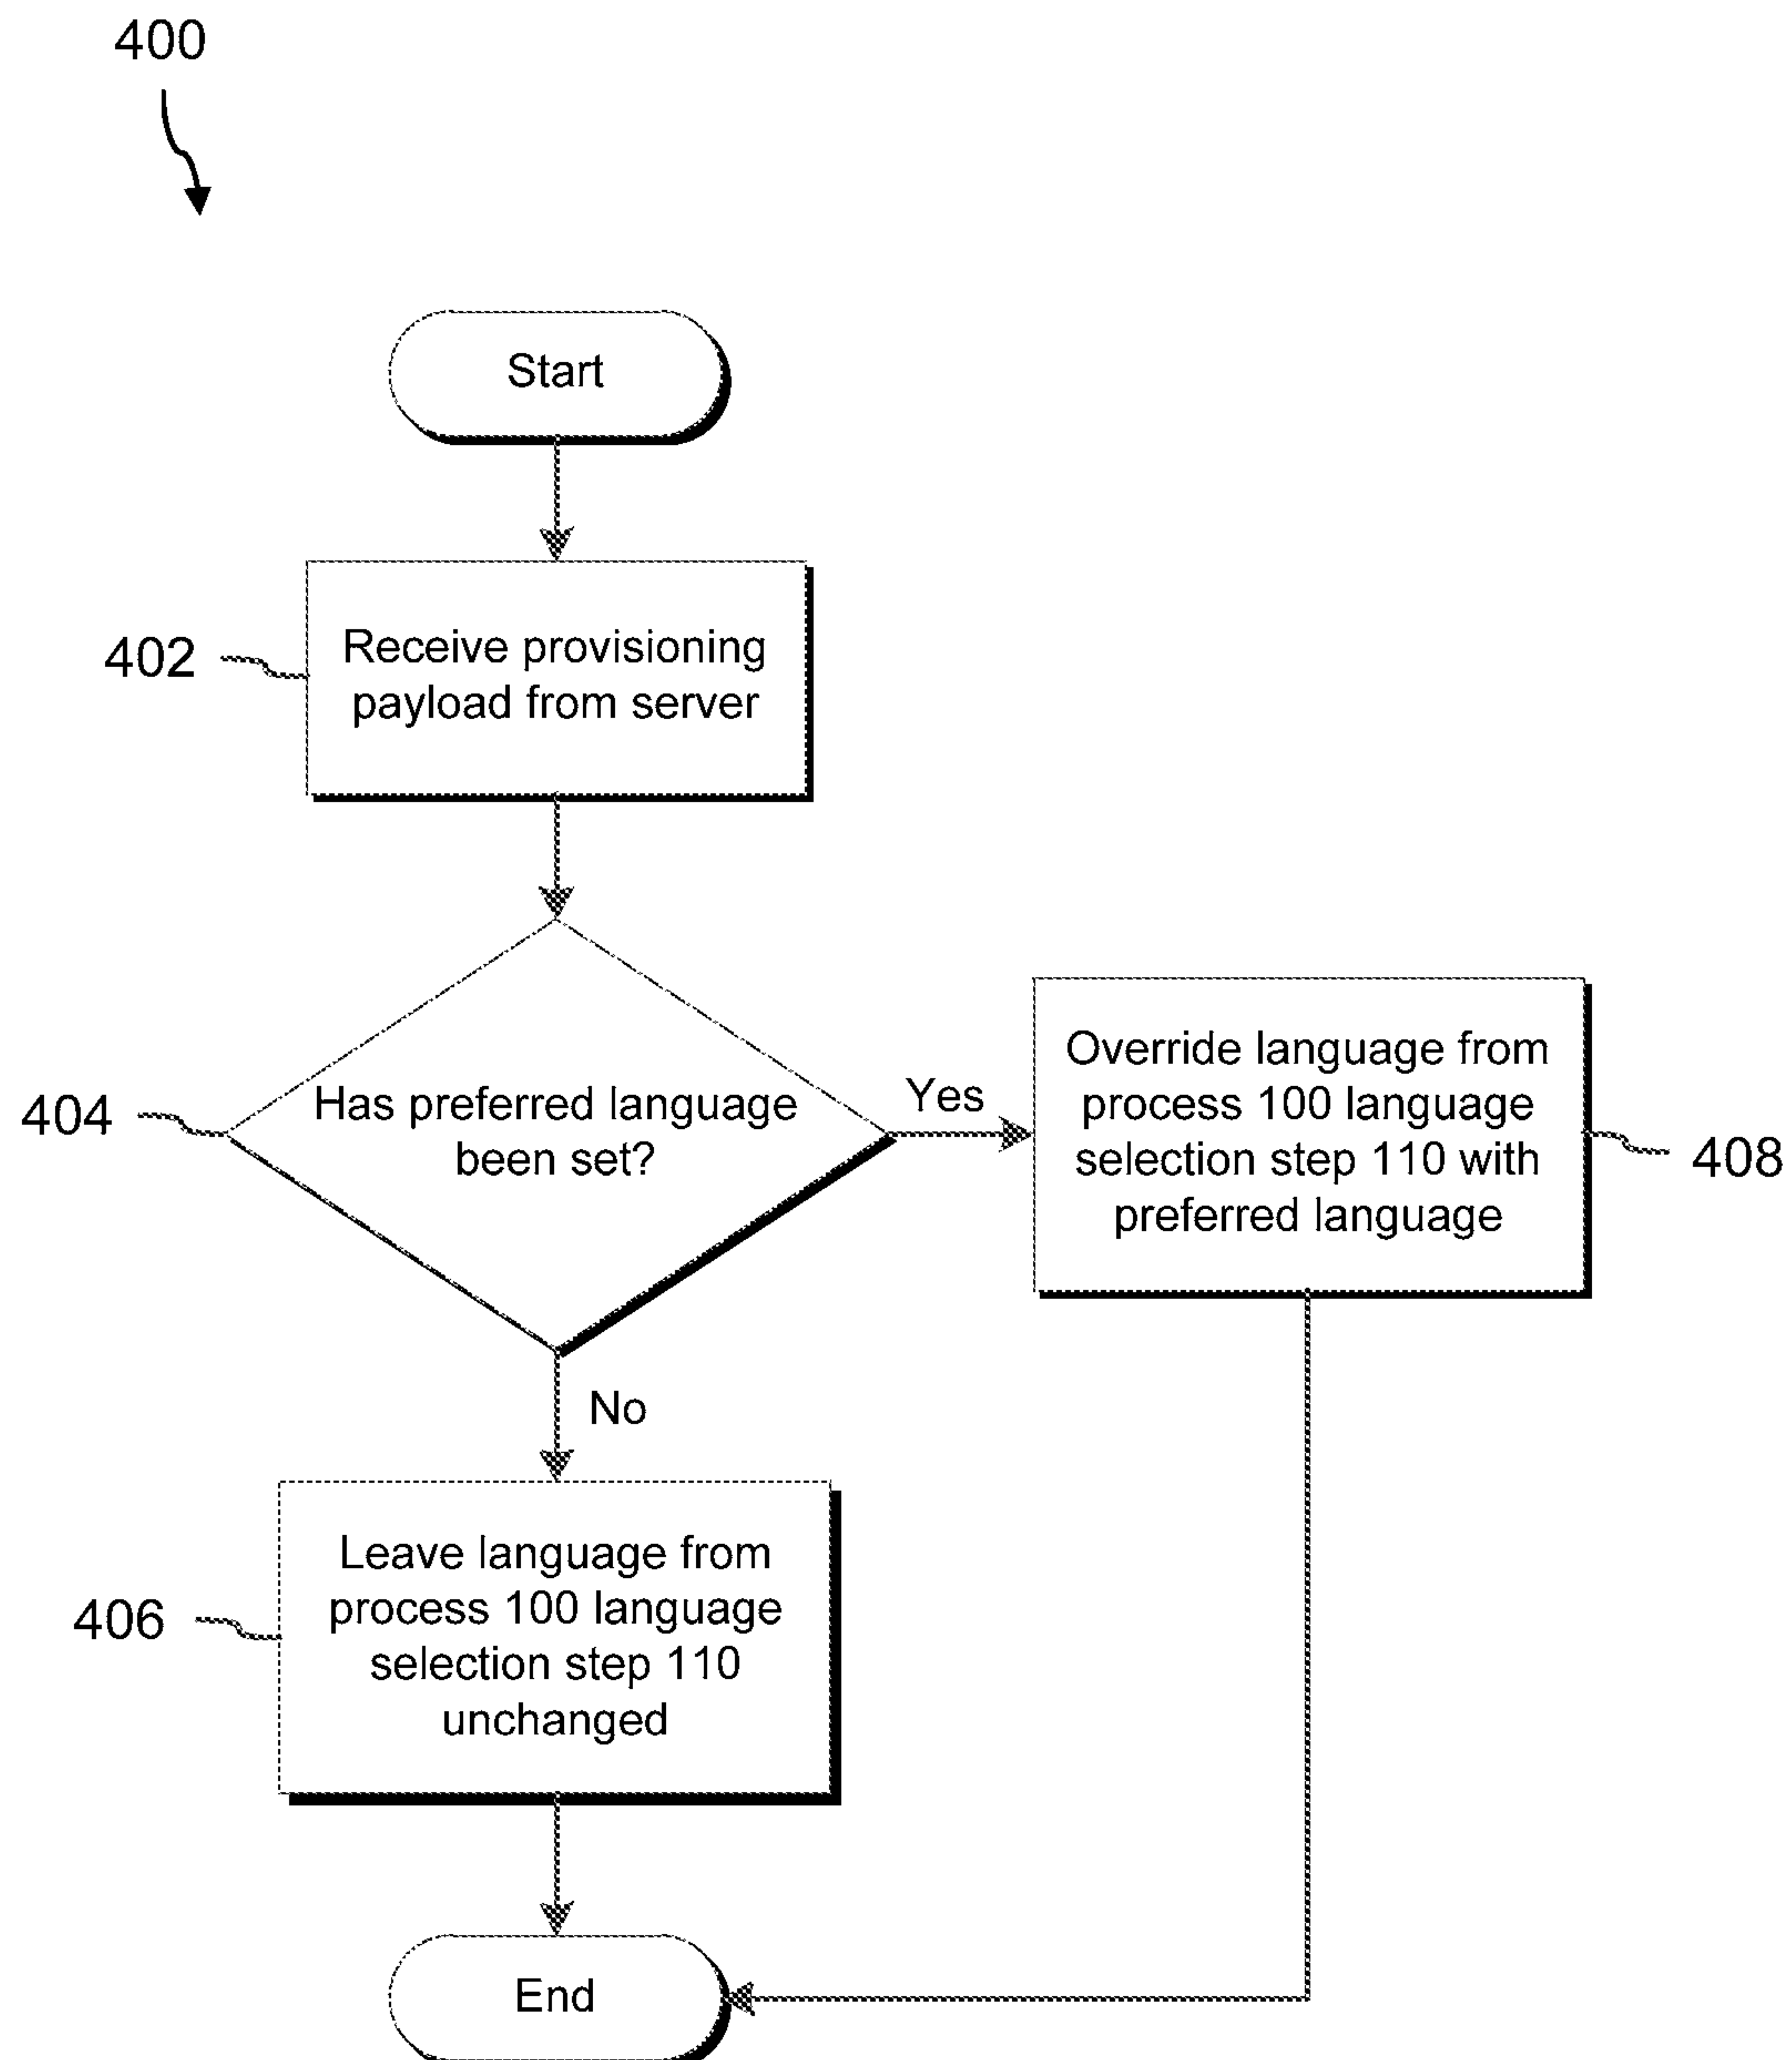 400
Start
402
Receive provisioning
payload from server
404
Has preferred language
been set?
Yes
Override language from
process 100 language
selection step 110 with
preferred language
408
No
406
Leave language from
process 100 language
selection step 110
unchanged
End